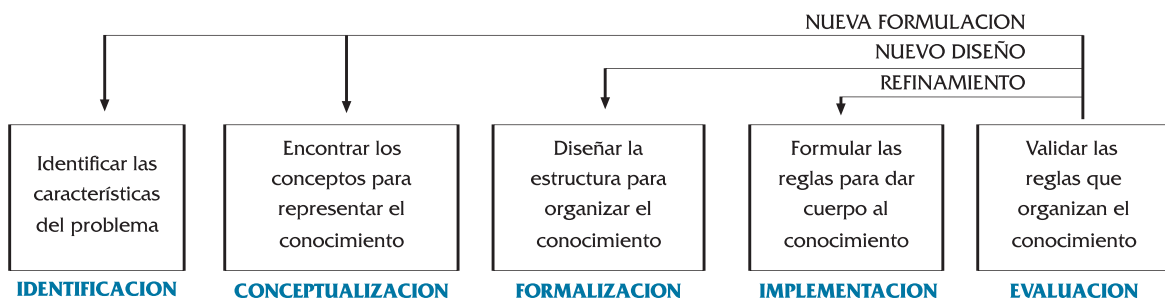 NUEVA FORMULACION
NUEVO DISEÑO
REFINAMIENTO
Identificar las
características
del problema
IDENTIFICACION
Encontrar los
conceptos para
representar el
conocimiento
CONCEPTUALIZACION
Diseñar la
estructura para
organizar el
conocimiento
FORMALIZACION
Formular las
reglas para dar
cuerpo al
conocimiento
IMPLEMENTACION
Validar las
reglas que
organizan el
conocimiento
EVALUACION